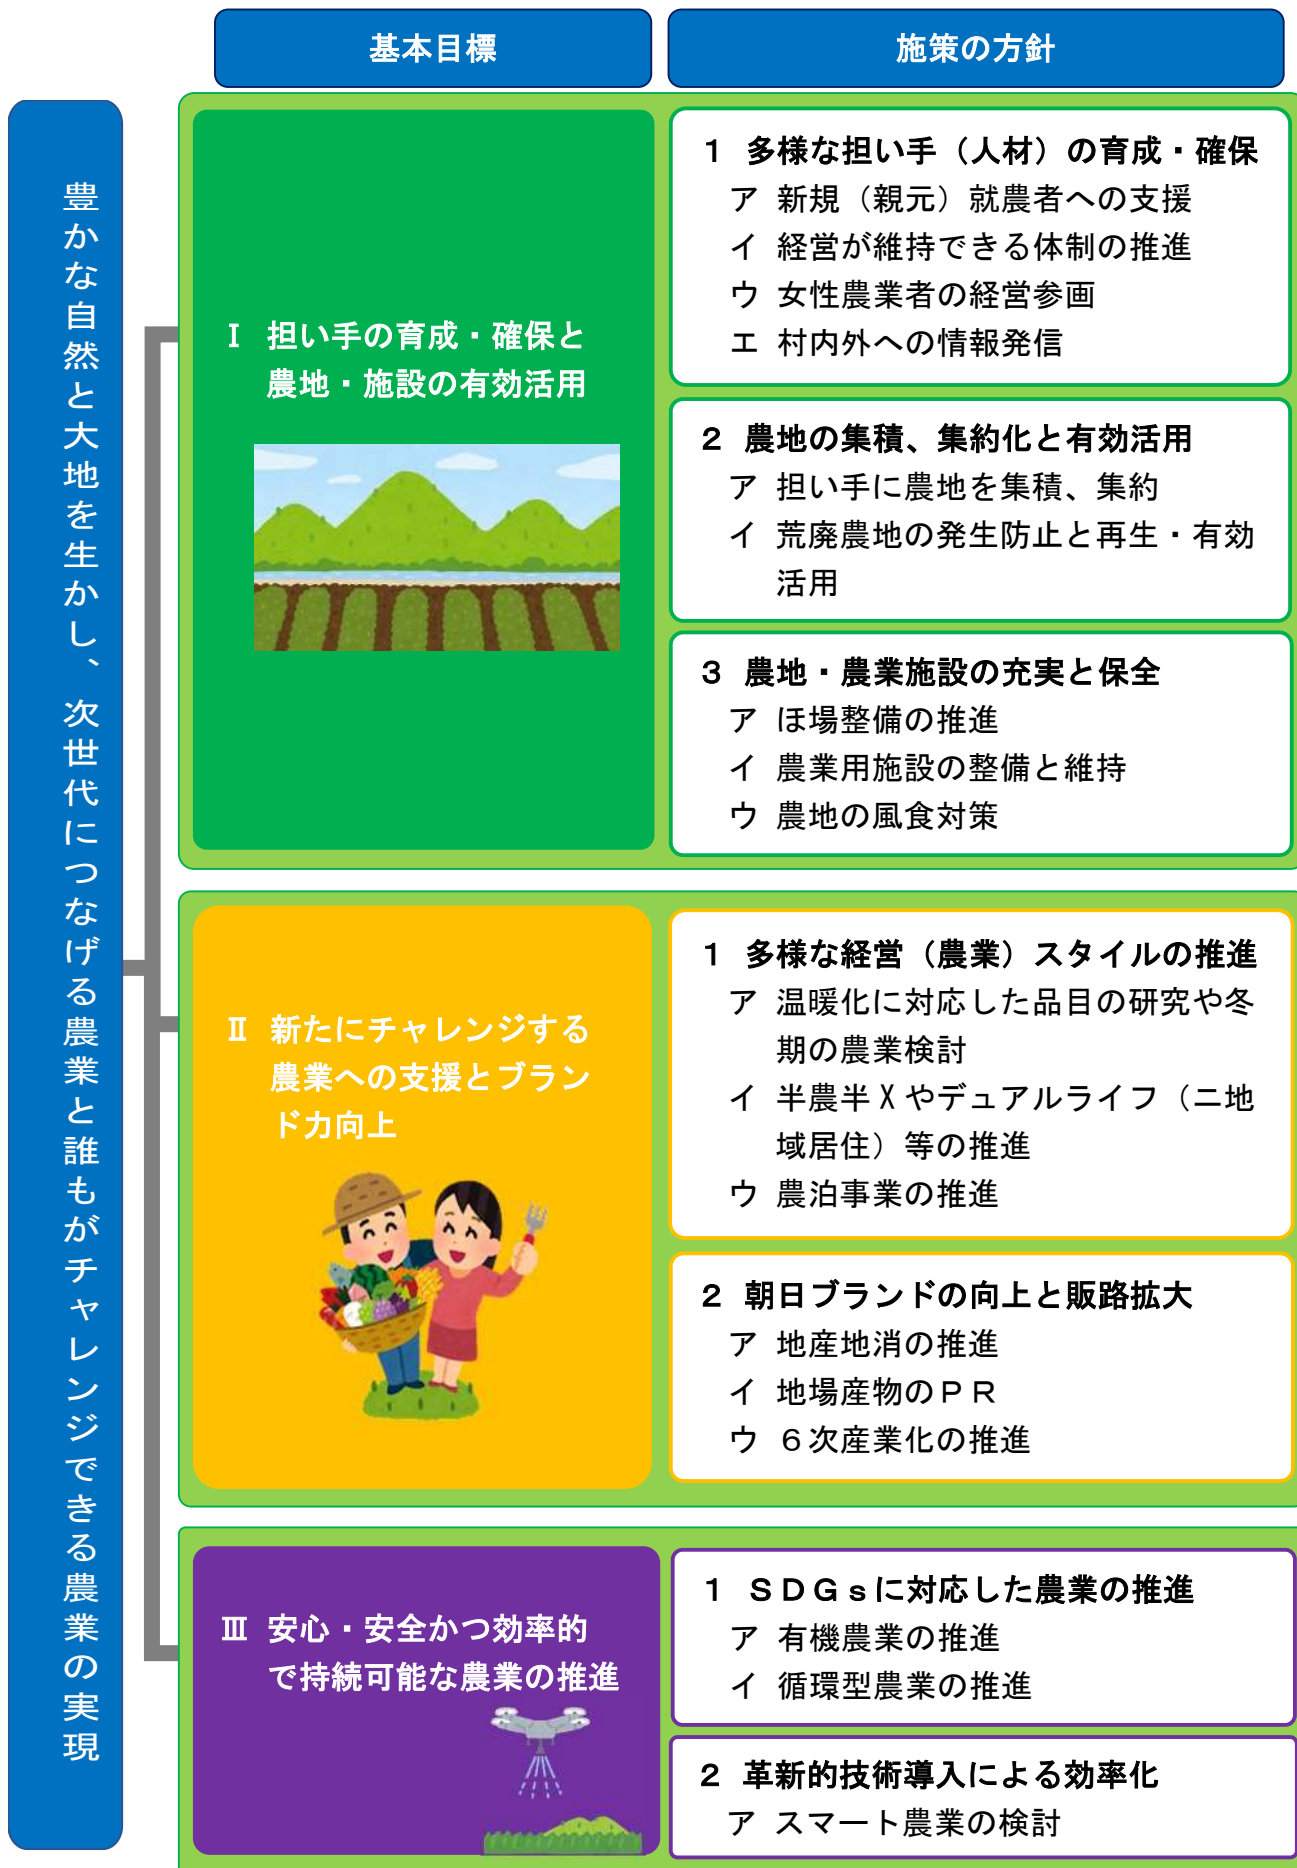 基本目標
施策の方針
豊かな自然と大地を生かし、次世代につなげる農業と誰もがチャレンジできる農業の実現
Ⅰ 担い手の育成・確保と
農地・施設の有効活用
1 多様な担い手（人材）の育成・確保
ア 新規（親元）就農者への支援
イ 経営が維持できる体制の推進
ウ 女性農業者の経営参画
エ 村内外への情報発信
2 農地の集積、集約化と有効活用
ア 担い手に農地を集積、集約
イ 荒廃農地の発生防止と再生・有効
活用
3 農地・農業施設の充実と保全
ア ほ場整備の推進
イ 農業用施設の整備と維持
ウ 農地の風食対策
Ⅱ 新たにチャレンジする
農業への支援とブラン
ド力向上
1 多様な経営（農業）スタイルの推進
ア 温暖化に対応した品目の研究や冬
期の農業検討
イ 半農半Xやデュアルライフ（二地
域居住）等の推進
ウ 農泊事業の推進
2 朝日ブランドの向上と販路拡大
ア 地産地消の推進
イ 地場産物のＰＲ
ウ ６次産業化の推進
Ⅲ 安心・安全かつ効率的
で持続可能な農業の推進
1 ＳＤＧｓに対応した農業の推進
ア 有機農業の推進
イ 循環型農業の推進
2 革新的技術導入による効率化
ア スマート農業の検討